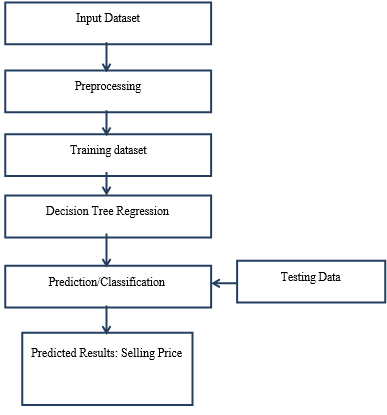 Input Dataset
Preprocessing
Training dataset
Decision Tree Regression
Prediction/Classification
Testing Data
Predicted Results: Selling Price